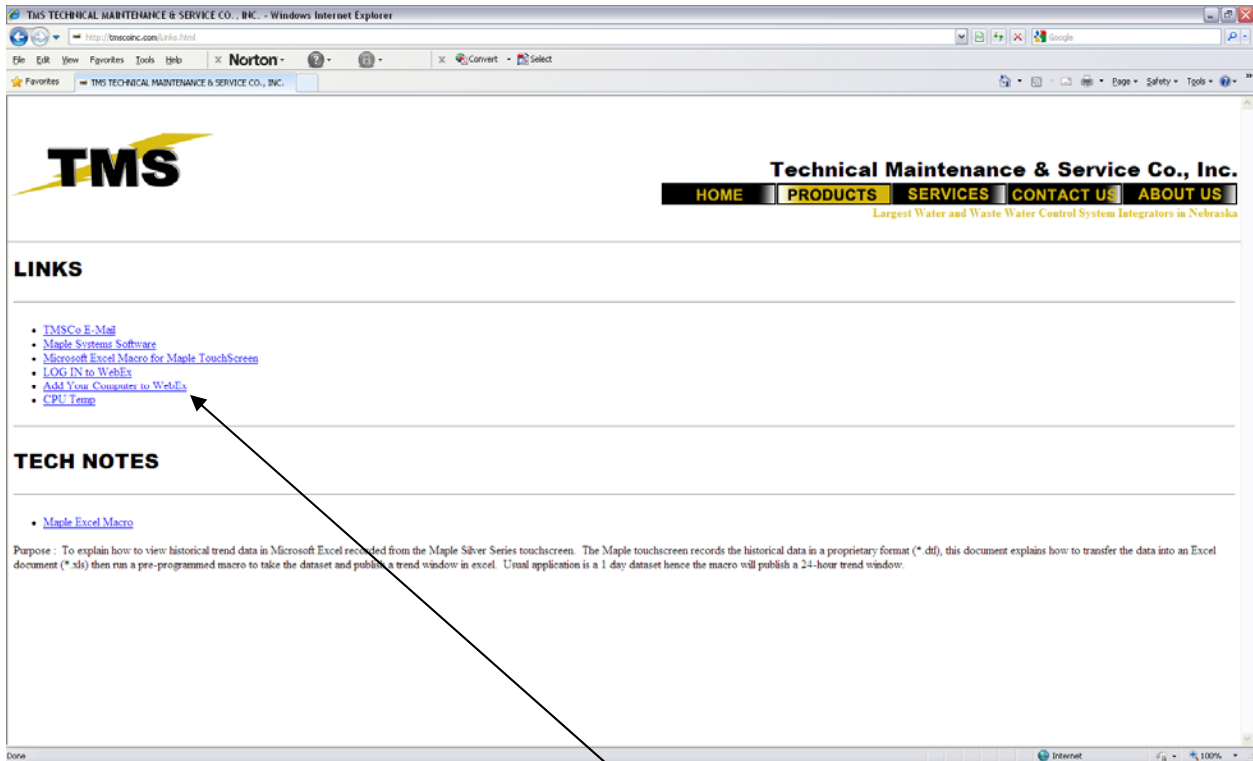 TMS TECHNICAL MAINTENANCE & SERVICE CO., INC. - Windows Internet Explorer
http://tmscoinc.com/Links.html
Google
File Edit View Favorites Tools Help x Norton - x Convert - Select
Favorites TMS TECHNICAL MAINTENANCE & SERVICE CO., INC.
Page Safety Tools
TMS
Technical Maintenance & Service Co., Inc.
HOME PRODUCTS SERVICES CONTACT US ABOUT US
Largest Water and Waste Water Control System Integrators in Nebraska
LINKS
• TMSCo E-Mail
• Maple Systems Software
• Microsoft Excel Macro for Maple TouchScreen
• LOG IN to WebEx
• Add Your Computer to WebEx
• CPU Temp
TECH NOTES
• Maple Excel Macro
Purpose : To explain how to view historical trend data in Microsoft Excel recorded from the Maple Silver Series touchscreen. The Maple touchscreen records the historical data in a proprietary format (*.dtl), this document explains how to transfer the data into an Excel
document (*.xls) then run a pre-programmed macro to take the dataset and publish a trend window in excel. Usual application is a 1 day dataset hence the macro will publish a 24-hour trend window.
Done Internet 100%